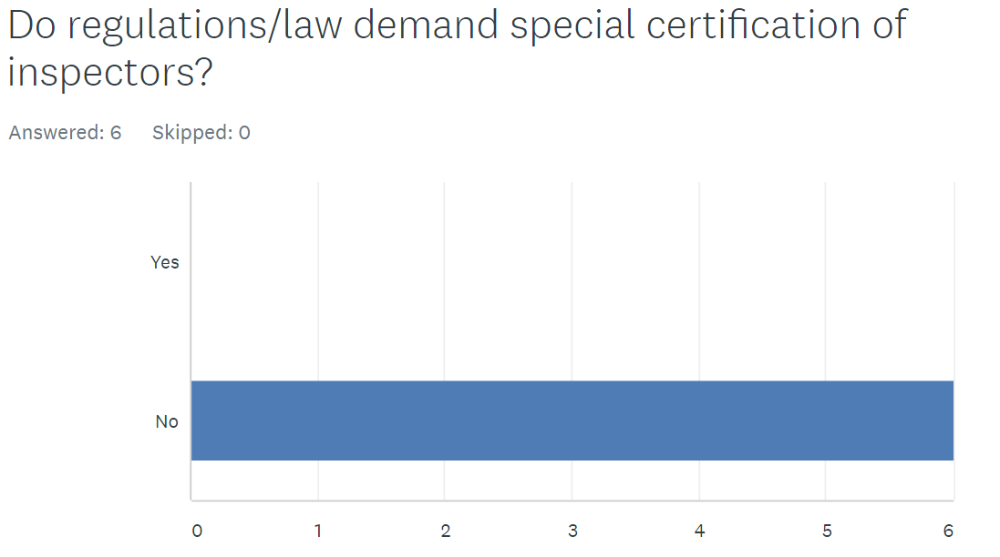 Do regulations/law demand special certification of
inspectors?
Answered: 6 Skipped: 0
Yes
No
0 1 2 3 4 5 6